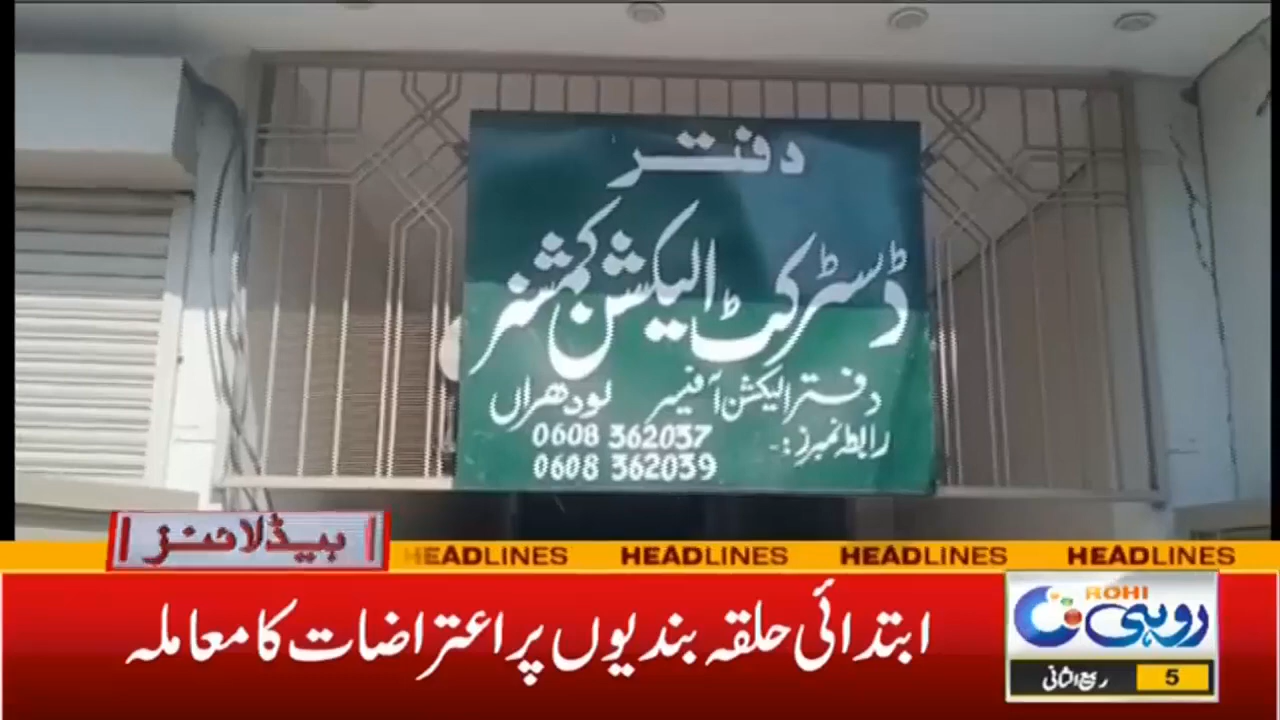 دفتر
ڈسٹرکٹ الیکشن کمشنر
دفتر الیکشن آفیسر لودھراں
رابطہ نمبرز :-
0608 362037
0608 362039
ہیڈلائنز
HEADLINES HEADLINES HEADLINES HEADLINES
ابتدائی حلقہ بندیوں پر اعتراضات کا معاملہ
ROHI
روہی
5 ربیع الثانی